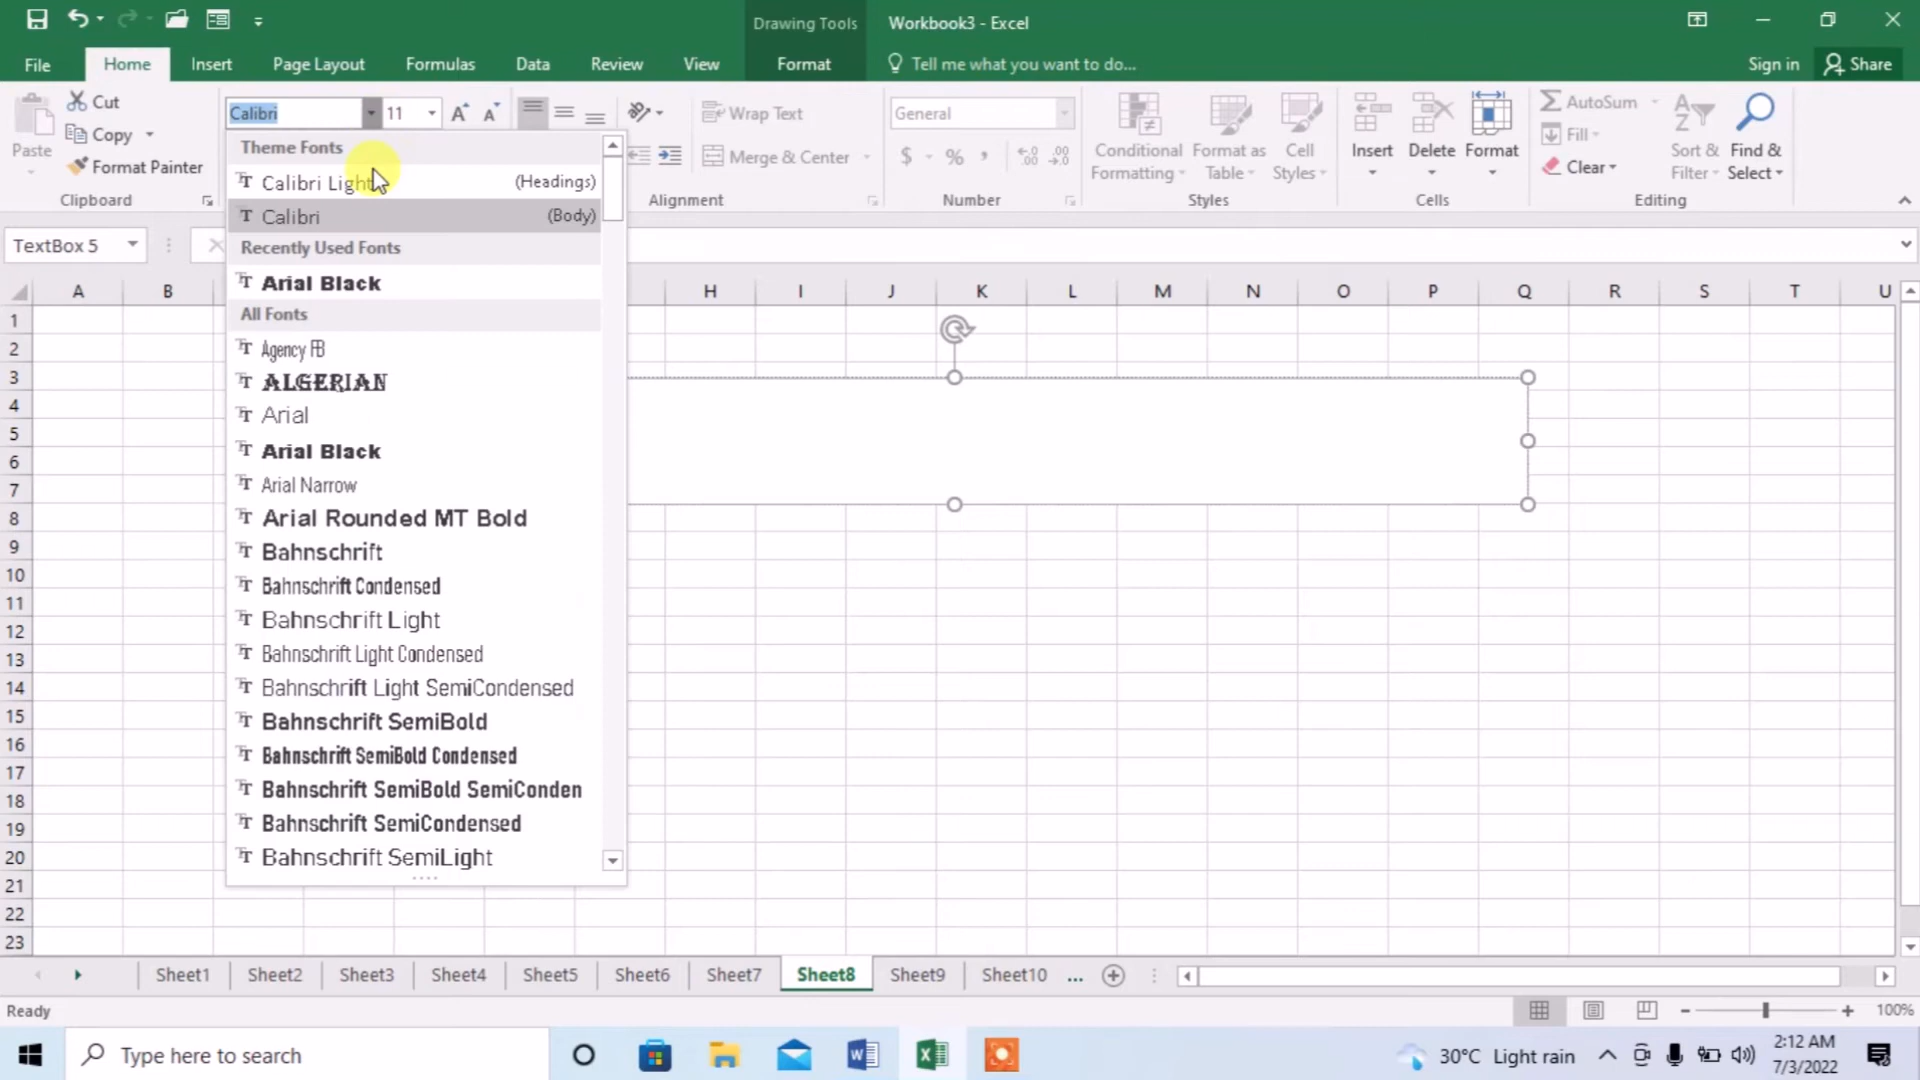 Drawing Tools Workbook3 - Excel
File Home Insert Page Layout Formulas Data Review View Format Tell me what you want to do... Sign in Share
Paste
Cut
Copy
Format Painter
Clipboard
Calibri 11
Wrap Text
Merge & Center
Alignment
General
$ % ,
Number
Conditional Formatting
Format as Table
Cell Styles
Styles
Insert Delete Format
Cells
AutoSum
Fill
Clear
Sort & Filter
Find & Select
Editing
TextBox 5
Theme Fonts
Calibri Light (Headings)
Calibri (Body)
Recently Used Fonts
Arial Black
All Fonts
Agency FB
ALGERIAN
Arial
Arial Black
Arial Narrow
Arial Rounded MT Bold
Bahnschrift
Bahnschrift Condensed
Bahnschrift Light
Bahnschrift Light Condensed
Bahnschrift Light SemiCondensed
Bahnschrift SemiBold
Bahnschrift SemiBold Condensed
Bahnschrift SemiBold SemiConden
Bahnschrift SemiCondensed
Bahnschrift SemiLight
A B H I J K L M N O P Q R S T U
1
2
3
4
5
6
7
8
9
10
11
12
13
14
15
16
17
18
19
20
21
22
23
Sheet1 Sheet2 Sheet3 Sheet4 Sheet5 Sheet6 Sheet7 Sheet8 Sheet9 Sheet10 ...
Ready 100%
Type here to search 30°C Light rain 2:12 AM
7/3/2022